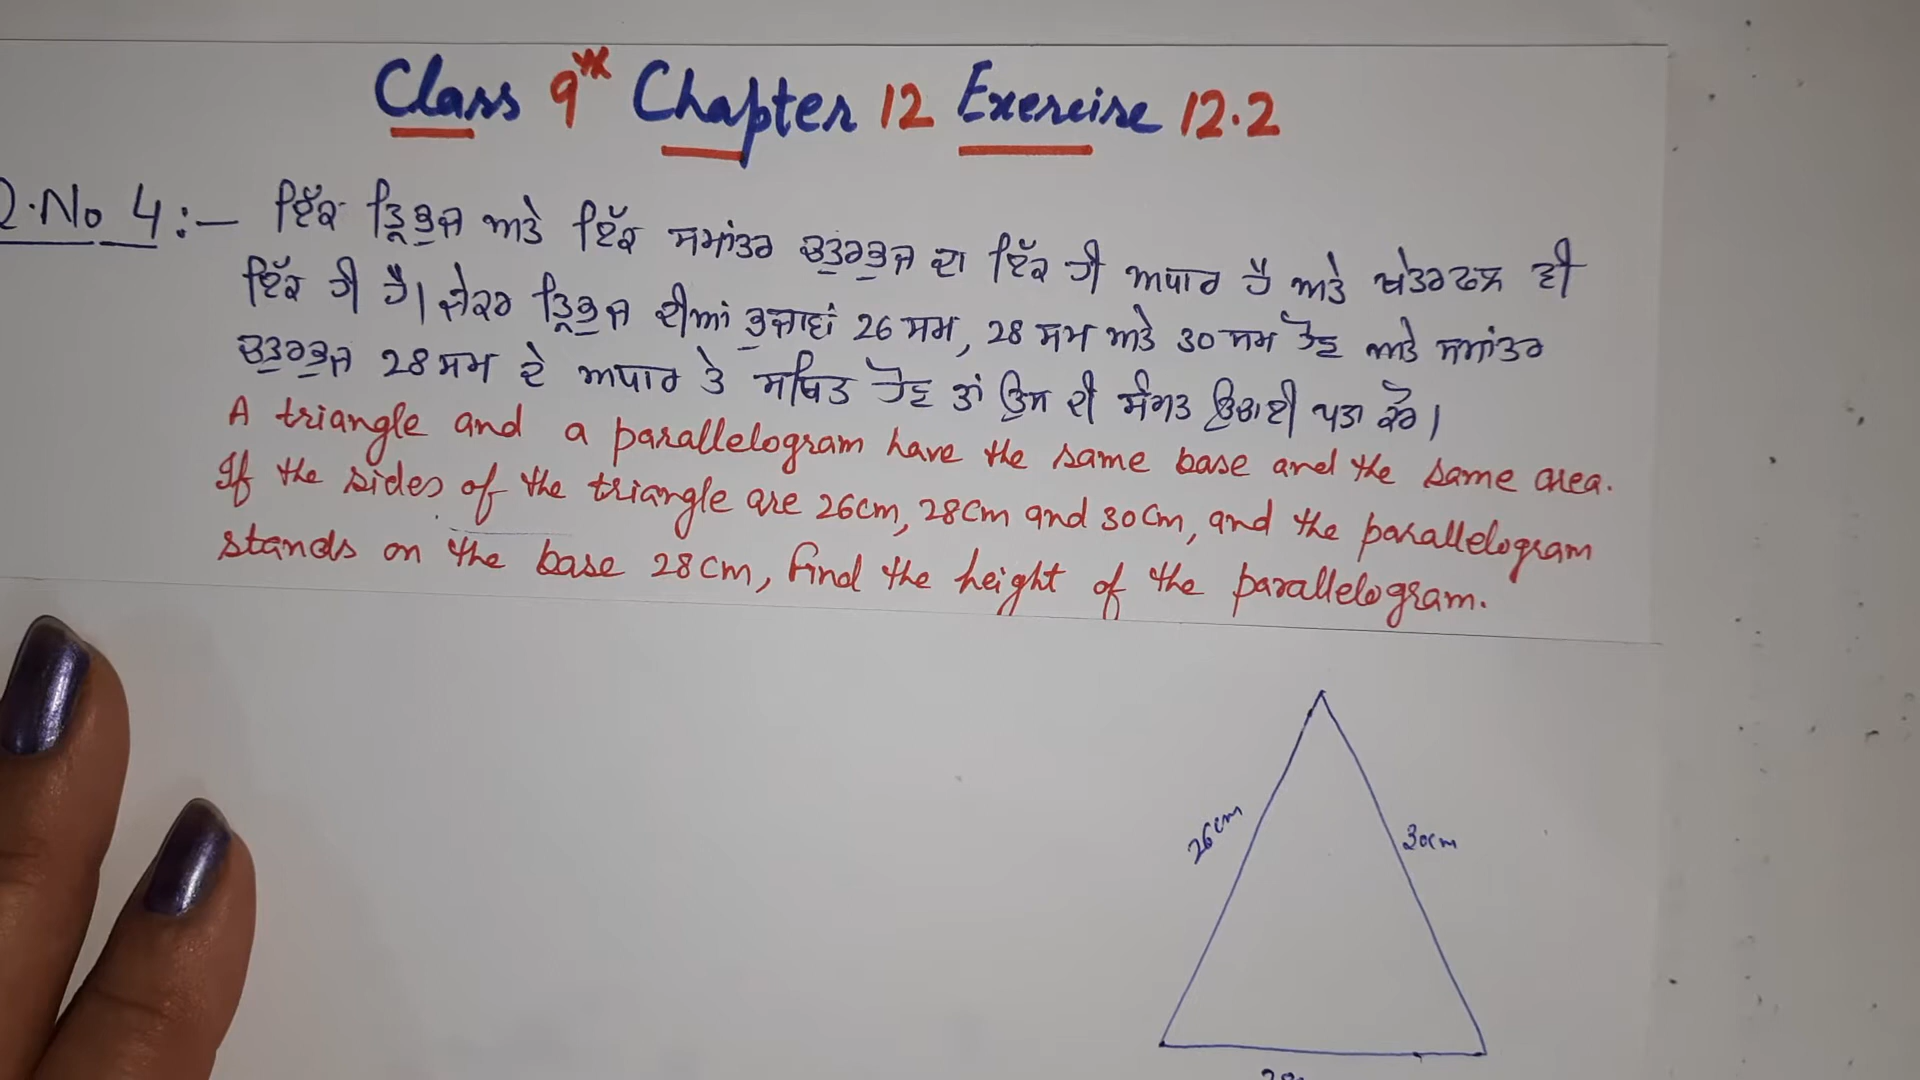 Class 9th Chapter 12 Exercise 12.2
Q.No 4:- ਇੱਕ ਤ੍ਰਿਭੁਜ ਅਤੇ ਇੱਕ ਸਮਾਂਤਰ ਚਤੁਰਭੁਜ ਦਾ ਇੱਕ ਹੀ ਅਧਾਰ ਹੈ ਅਤੇ ਖੇਤਰਫਲ ਵੀ
ਇੱਕ ਹੀ ਹੈ। ਜੇਕਰ ਤ੍ਰਿਭੁਜ ਦੀਆਂ ਭੁਜਾਵਾਂ 26 ਸਮ, 28 ਸਮ ਅਤੇ 30 ਸਮ ਹੋਣ ਅਤੇ ਸਮਾਂਤਰ
ਚਤੁਰਭੁਜ 28 ਸਮ ਦੇ ਅਧਾਰ ਤੇ ਸਥਿਤ ਹੋਣ ਤਾਂ ਉਸ ਦੀ ਸੰਗਤ ਉਚਾਈ ਪਤਾ ਕਰੋ।
A triangle and a parallelogram have the same base and the same area.
If the sides of the triangle are 26cm, 28cm and 30cm, and the parallelogram
stands on the base 28cm, find the height of the parallelogram.
26cm
30cm